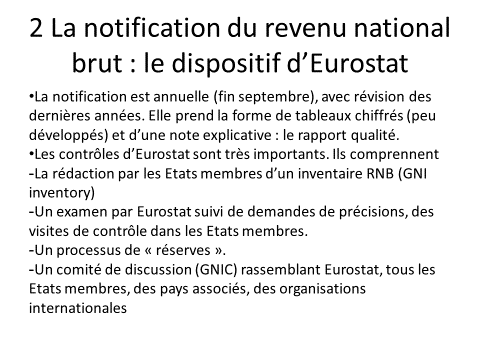 2 La notification du revenu national
brut : le dispositif d’Eurostat
•La notification est annuelle (fin septembre), avec révision des
dernières années. Elle prend la forme de tableaux chiffrés (peu
développés) et d’une note explicative : le rapport qualité.
•Les contrôles d’Eurostat sont très importants. Ils comprennent
-La rédaction par les Etats membres d’un inventaire RNB (GNI
inventory)
-Un examen par Eurostat suivi de demandes de précisions, des
visites de contrôle dans les Etats membres.
-Un processus de « réserves ».
-Un comité de discussion (GNIC) rassemblant Eurostat, tous les
Etats membres, des pays associés, des organisations
internationales